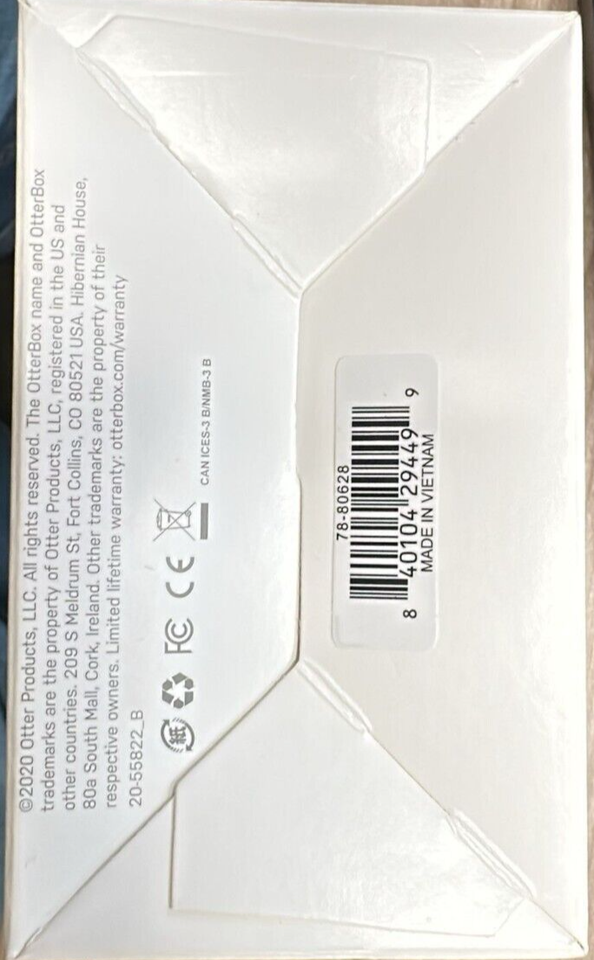 ©2020 Otter Products, LLC. All rights reserved. The OtterBox name and OtterBox
trademarks are the property of Otter Products, LLC, registered in the US and
other countries. 209 S Meldrum St, Fort Collins, CO 80521 USA. Hibernian House,
80a South Mall, Cork, Ireland. Other trademarks are the property of their
respective owners. Limited lifetime warranty: otterbox.com/warranty
20-55822_B
紙 FC CE
CAN ICES-3 B/NMB-3 B
78-80628
8 40104 29449 9
MADE IN VIETNAM